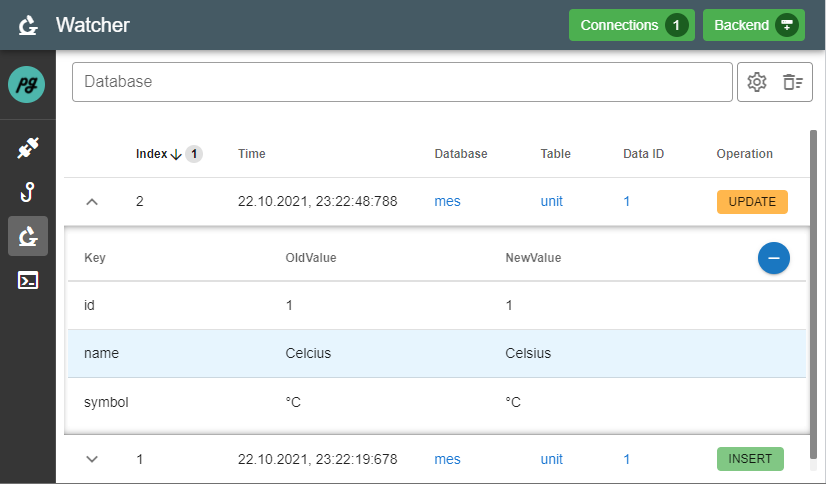 Watcher Connections 1 Backend
pg
Database
Index 1 Time Database Table Data ID Operation
2 22.10.2021, 23:22:48:788 mes unit 1 UPDATE
Key OldValue NewValue
id 1 1
name Celcius Celsius
symbol °C °C
1 22.10.2021, 23:22:19:678 mes unit 1 INSERT